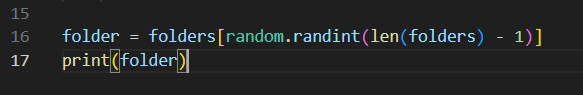 15
16 folder = folders[random.randint(len(folders) - 1)]
17 print(folder)